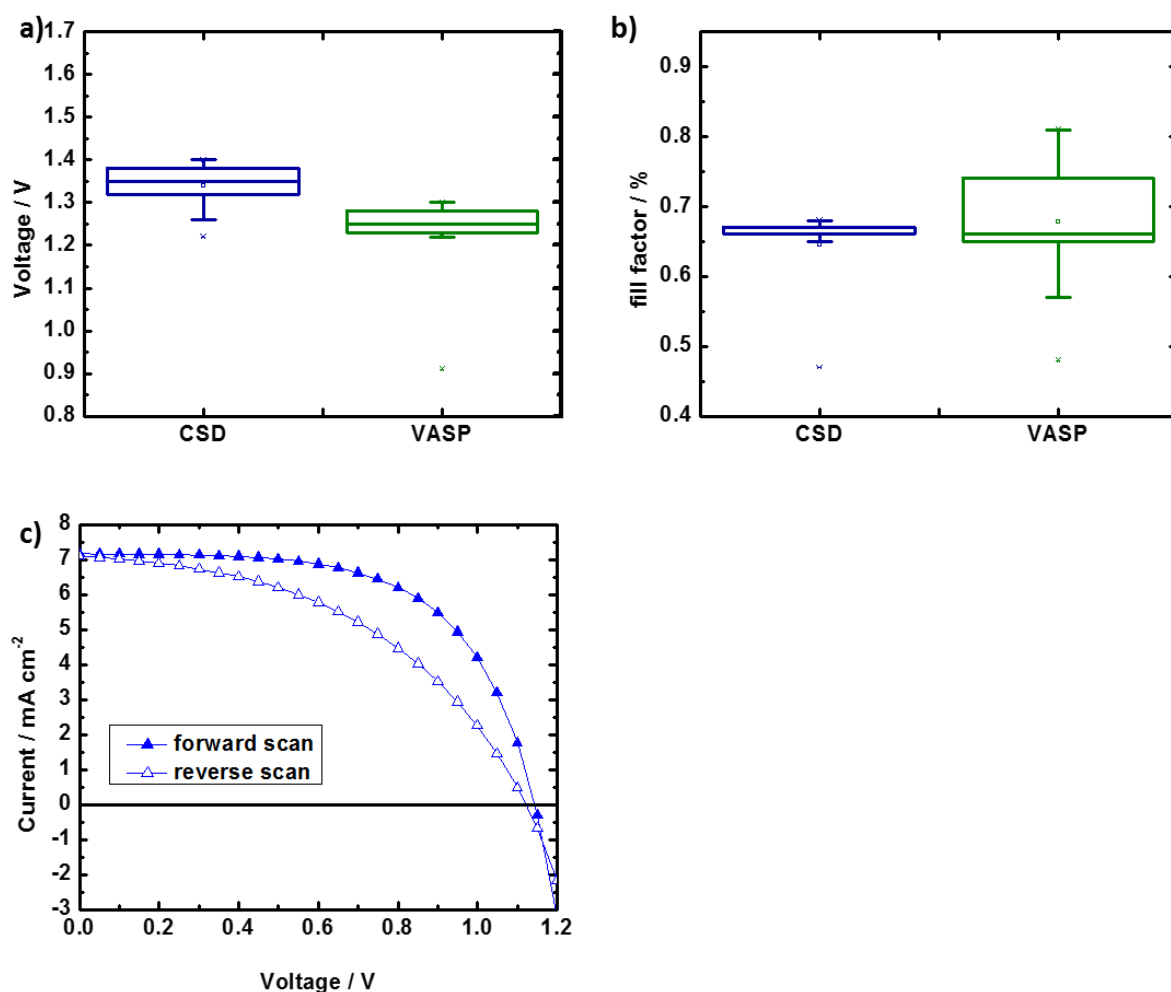 a)
Voltage / V
1.7
1.6
1.5
1.4
1.3
1.2
1.1
1.0
0.9
0.8
CSD VASP
b)
fill factor / %
0.9
0.8
0.7
0.6
0.5
0.4
CSD VASP
c)
Current / mA cm-2
8
7
6
5
4
3
2
1
0
-1
-2
-3
forward scan
reverse scan
0.0 0.2 0.4 0.6 0.8 1.0 1.2
Voltage / V